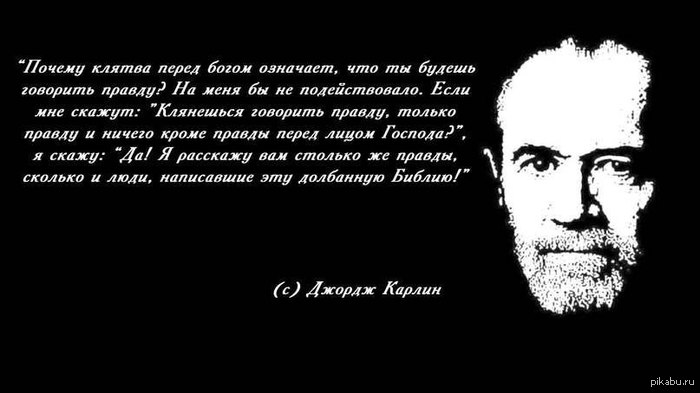 “Почему клятва перед богом означает, что ты будешь
говорить правду? На меня бы не подействовало. Если
мне скажут: ”Клянешься говорить правду, только
правду и ничего кроме правды перед лицом Господа?”,
я скажу: “Да! Я расскажу вам столько же правды,
сколько и люди, написавшие эту долбанную Библию!”
(с) Джордж Карлин
pikabu.ru